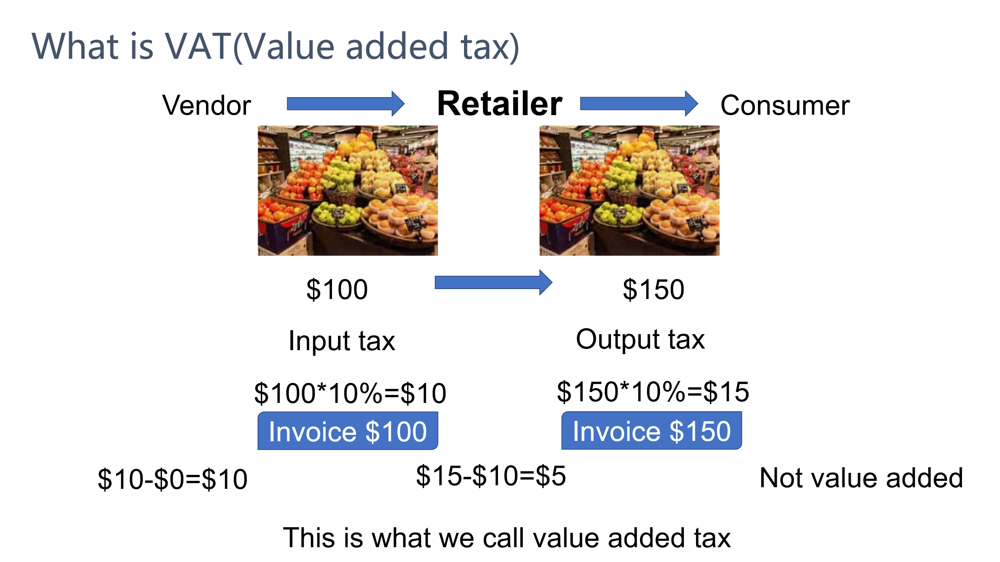 What is VAT(Value added tax)
Vendor
Retailer
Consumer
$100
$150
Input tax
Output tax
$100*10%=$10
$150*10%=$15
Invoice $100
Invoice $150
$10-$0=$10
$15-$10=$5
Not value added
This is what we call value added tax